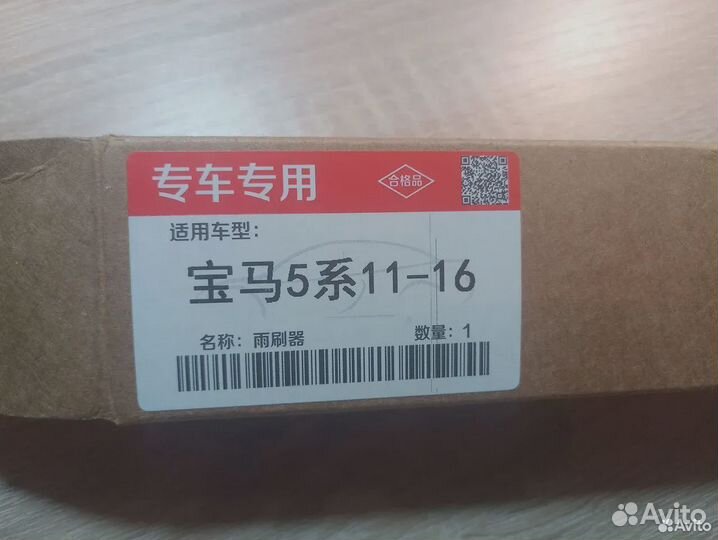 专车专用
合格品
适用车型:
宝马5系11-16
名称: 雨刷器
数量: 1
Avito
Avito